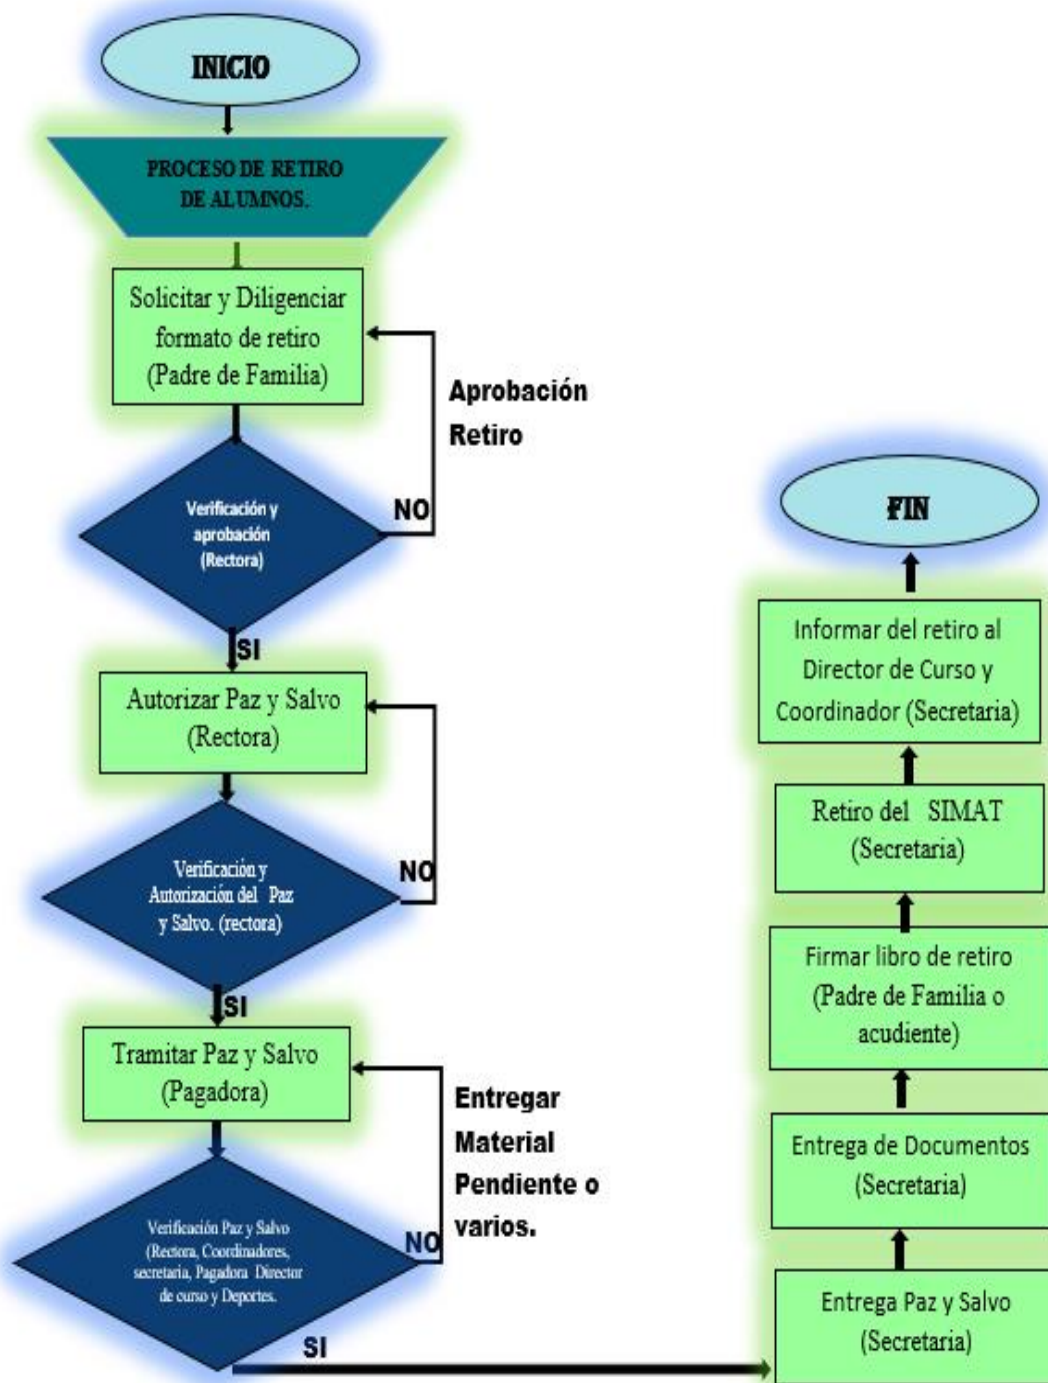 INICIO
PROCESO DE RETIRO
DE ALUMNOS.
Solicitar y Diligenciar
formato de retiro
(Padre de Familia)
Aprobación
Retiro
Verificación y
aprobación
(Rectora)
NO
SI
Autorizar Paz y Salvo
(Rectora)
Verificación y
Autorización del Paz
y Salvo. (rectora)
NO
SI
Tramitar Paz y Salvo
(Pagadora)
Entregar
Material
Pendiente o
varios.
Verificación Paz y Salvo
(Rectora, Coordinadores,
secretaria, Pagadora Director
de curso y Deportes.
NO
SI
Entrega Paz y Salvo
(Secretaria)
Entrega de Documentos
(Secretaria)
Firmar libro de retiro
(Padre de Familia o
acudiente)
Retiro del SIMAT
(Secretaria)
Informar del retiro al
Director de Curso y
Coordinador (Secretaria)
FIN